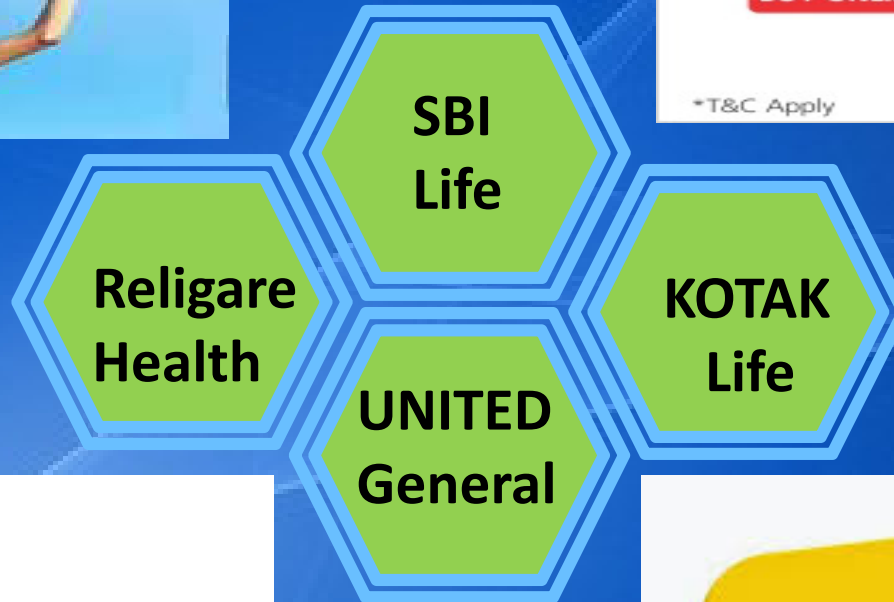 *T&C Apply
SBI
Life
Religare
Health
KOTAK
Life
UNITED
General